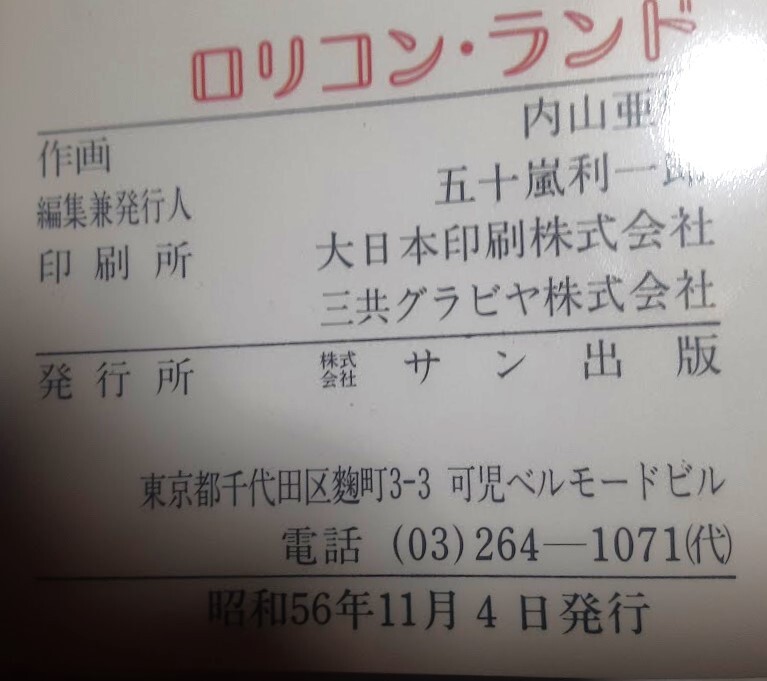 ロリコン・ランド
作画 内山亜
編集兼発行人 五十嵐利一郎
印刷所 大日本印刷株式会社
三共グラビヤ株式会社
発行所 株式会社 サン出版
東京都千代田区麴町3-3 可児ベルモードビル
電話 (03)264—1071(代)
昭和56年11月4日発行